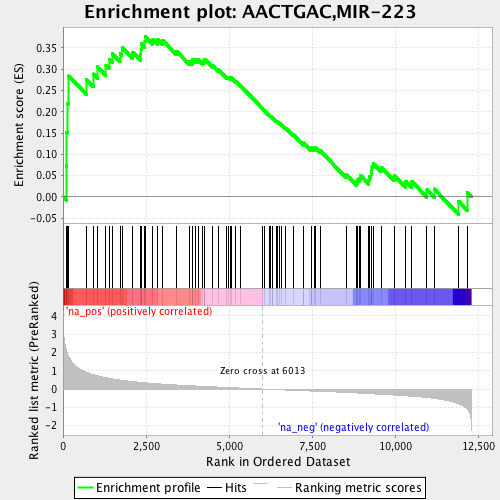 Enrichment plot: AACTGAC,MIR-223
Enrichment score (ES)
0.35
0.30
0.25
0.20
0.15
0.10
0.05
0.00
-0.05
'na_pos' (positively correlated)
Ranked list metric (PreRanked)
4
3
2
1
0
-1
-2
Zero cross at 6013
'na_neg' (negatively correlated)
0 2,500 5,000 7,500 10,000 12,500
Rank in Ordered Dataset
Enrichment profile Hits Ranking metric scores